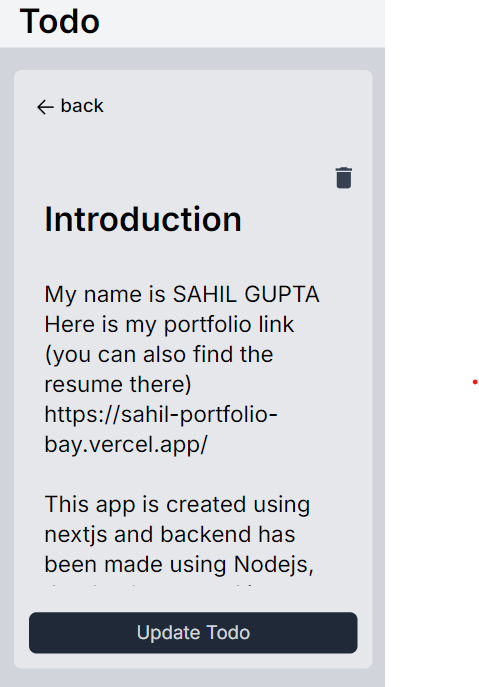 Todo
back
Introduction
My name is SAHIL GUPTA
Here is my portfolio link
(you can also find the
resume there)
https://sahil-portfolio-
bay.vercel.app/
This app is created using
nextjs and backend has
been made using Nodejs,
Update Todo